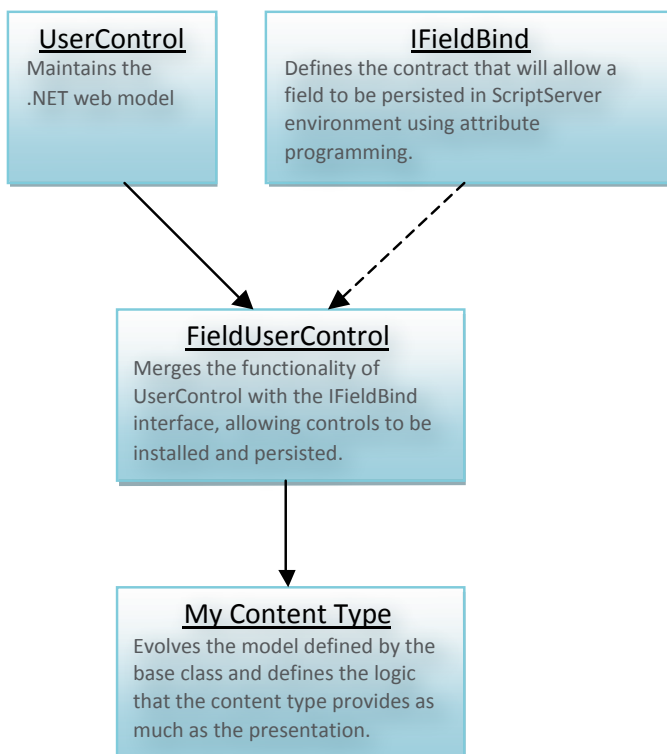 UserControl
Maintains the
.NET web model
IFieldBind
Defines the contract that will allow a
field to be persisted in ScriptServer
environment using attribute
programming.
FieldUserControl
Merges the functionality of
UserControl with the IFieldBind
interface, allowing controls to be
installed and persisted.
My Content Type
Evolves the model defined by the
base class and defines the logic
that the content type provides as
much as the presentation.